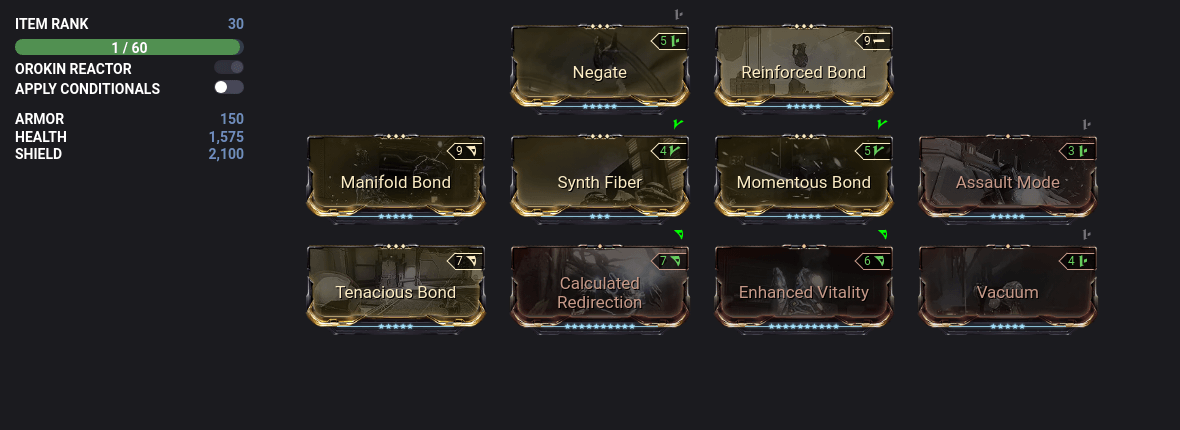 ITEM RANK 30
1 / 60
OROKIN REACTOR
APPLY CONDITIONALS
ARMOR 150
HEALTH 1,575
SHIELD 2,100
5
Negate
9
Reinforced Bond
9
Manifold Bond
4
Synth Fiber
5
Momentous Bond
3
Assault Mode
7
Tenacious Bond
7
Calculated
Redirection
6
Enhanced Vitality
4
Vacuum